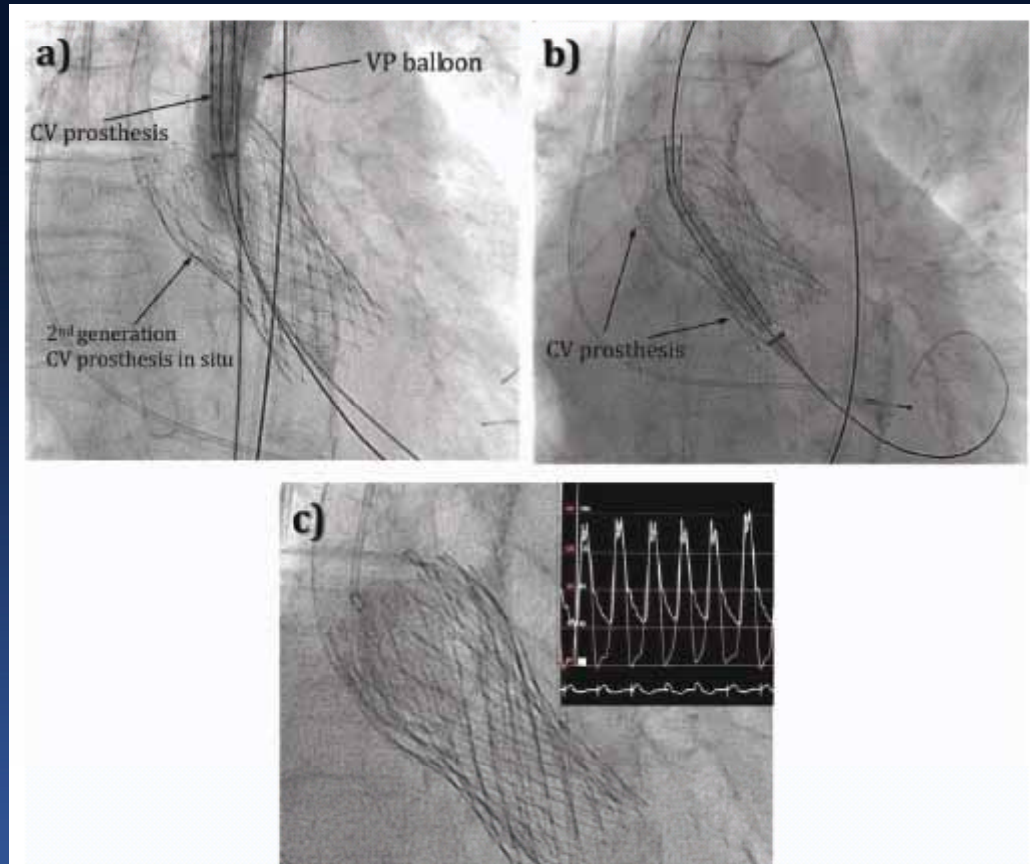 a)
VP balloon
CV prosthesis
2nd generation
CV prosthesis in situ
b)
CV prosthesis
c)